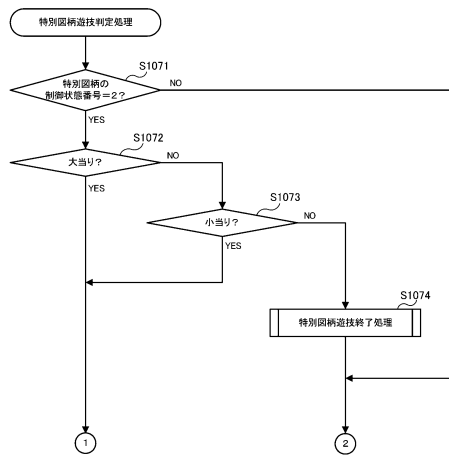 特別図柄遊技判定処理
S1071
特別図柄の
制御状態番号＝2？
NO
YES
S1072
大当り？
NO
YES
S1073
小当り？
NO
YES
S1074
特別図柄遊技終了処理
1
2